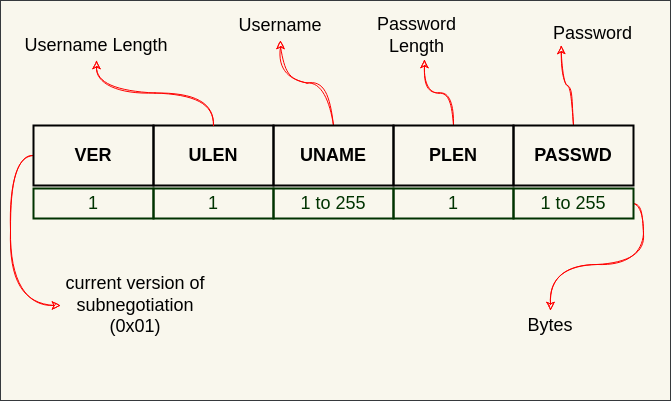 Username Length
Username
Password
Length
Password
VER
ULEN
UNAME
PLEN
PASSWD
1
1
1 to 255
1
1 to 255
current version of
subnegotiation
(0x01)
Bytes